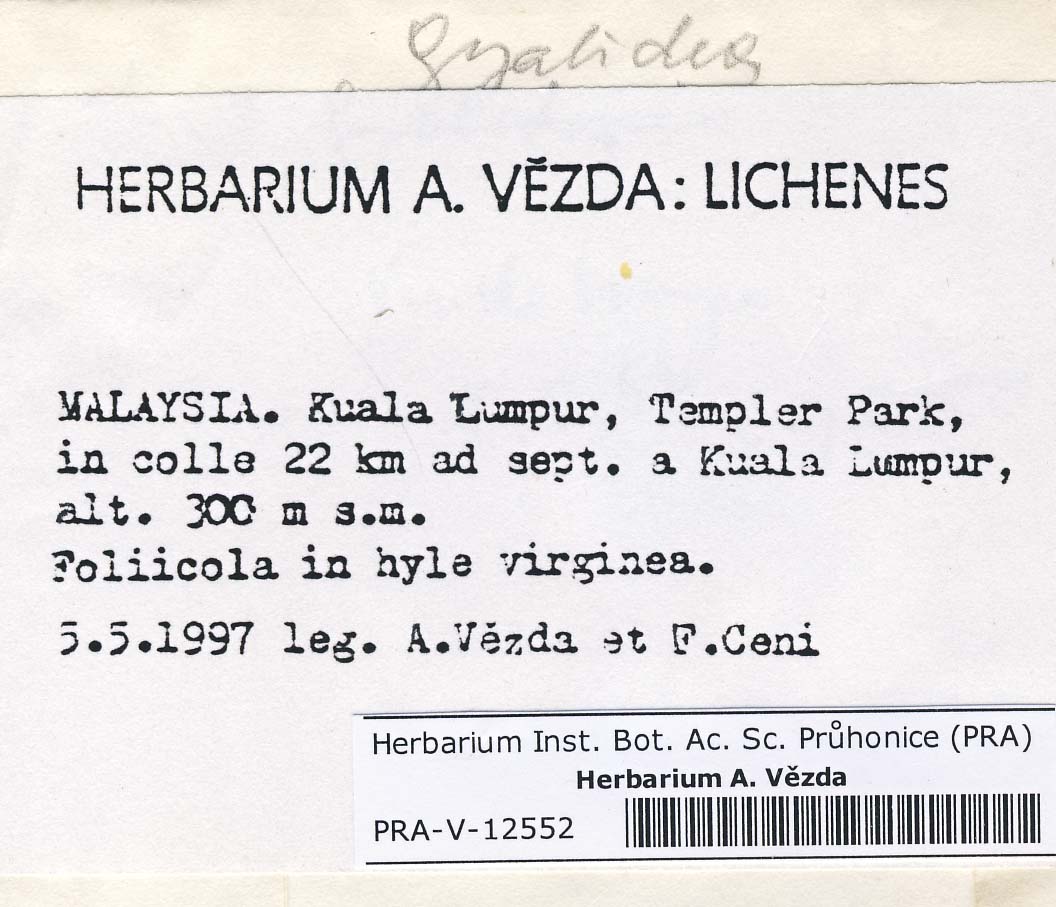 Gyalidea
HERBARIUM A. VĚZDA: LICHENES
MALAYSIA. Kuala Lumpur, Templer Park,
in colle 22 km ad sept. a Kuala Lumpur,
alt. 300 m s.m.
Foliicola in hyle virginea.
5.5.1997 leg. A.Vězda et F.Ceni
Herbarium Inst. Bot. Ac. Sc. Průhonice (PRA)
Herbarium A. Vězda
PRA-V-12552